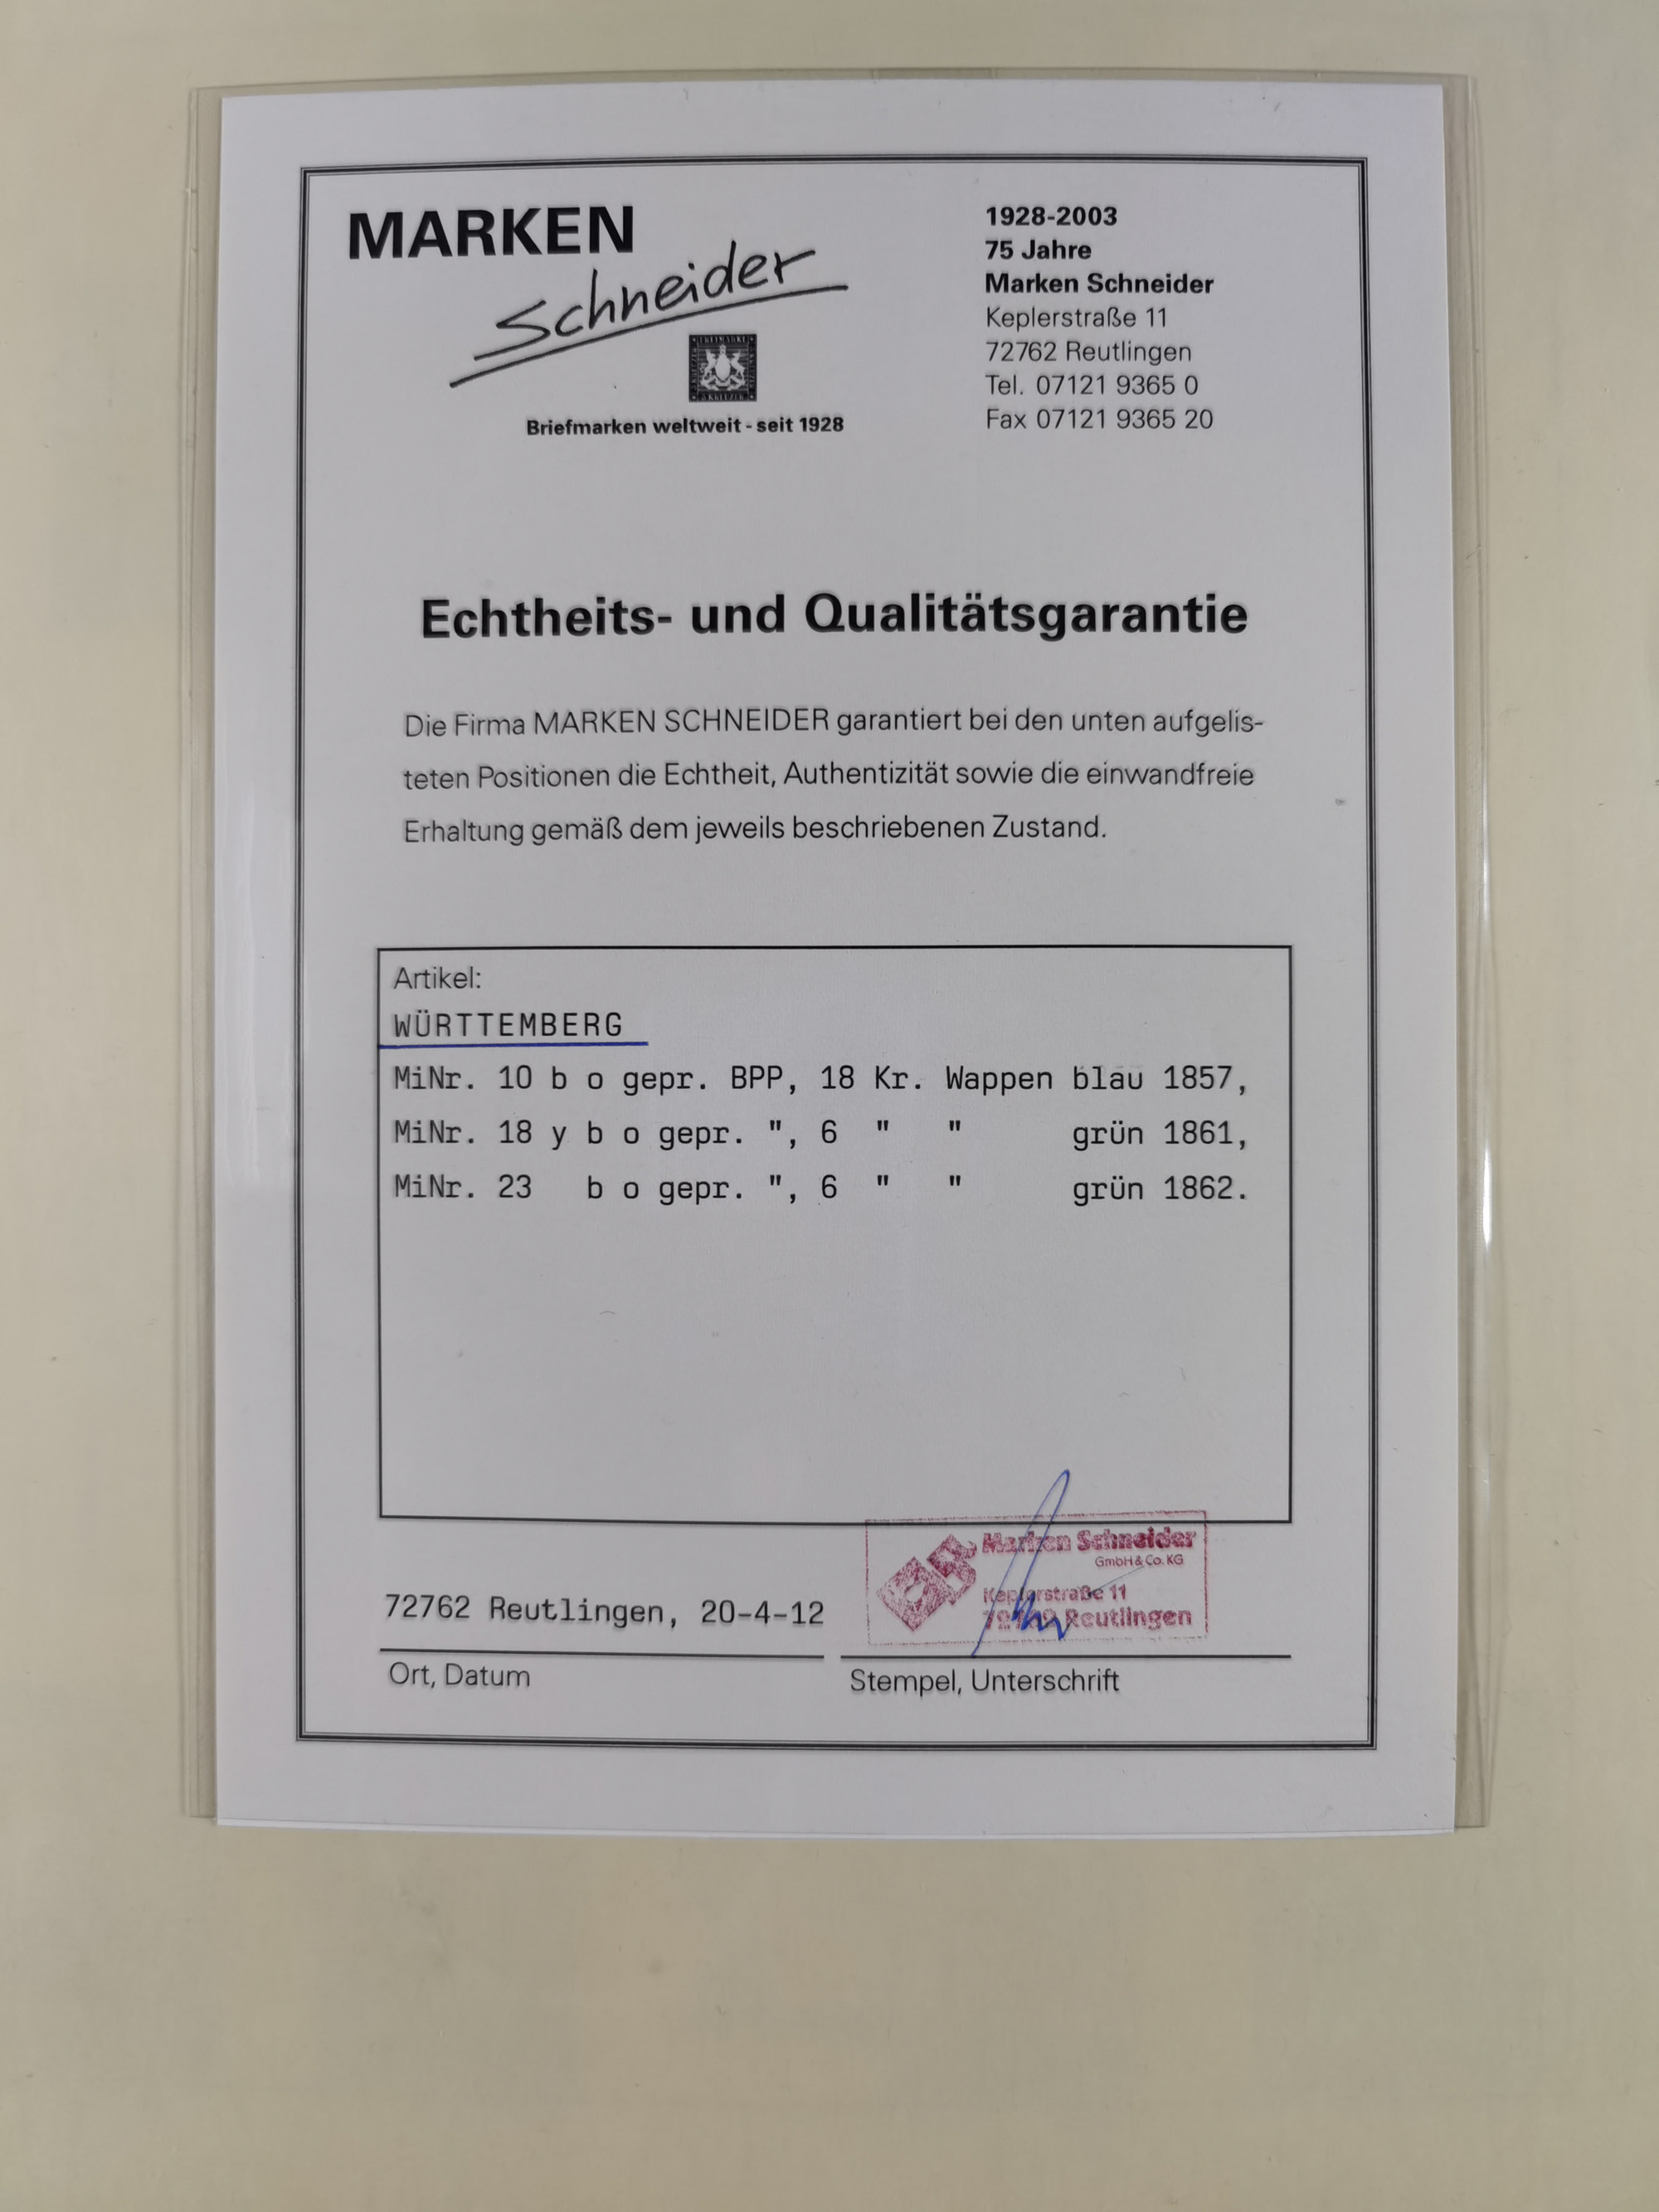 MARKEN
Schneider
Briefmarken weltweit - seit 1928
1928-2003
75 Jahre
Marken Schneider
Keplerstraße 11
72762 Reutlingen
Tel. 07121 9365 0
Fax 07121 9365 20
Echtheits- und Qualitätsgarantie
Die Firma MARKEN SCHNEIDER garantiert bei den unten aufgelis-
teten Positionen die Echtheit, Authentizität sowie die einwandfreie
Erhaltung gemäß dem jeweils beschriebenen Zustand.
Artikel:
WÜRTTEMBERG
MiNr. 10 b o gepr. BPP, 18 Kr. Wappen blau 1857,
MiNr. 18 y b o gepr. ", 6 " " grün 1861,
MiNr. 23 b o gepr. ", 6 " " grün 1862.
Marken Schneider
GmbH & Co. KG
Keplerstraße 11
72762 Reutlingen
72762 Reutlingen, 20-4-12
Ort, Datum
Stempel, Unterschrift